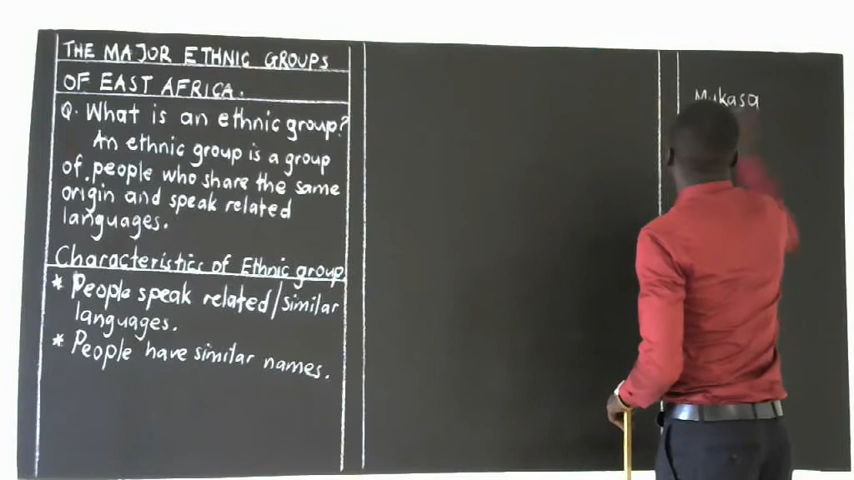 THE MAJOR ETHNIC GROUPS
OF EAST AFRICA.
Q. What is an ethnic group?
An ethnic group is a group
of people who share the same
origin and speak related
languages.
Characteristics of Ethnic group
* People speak related/similar
languages.
* People have similar names.
Mukasa